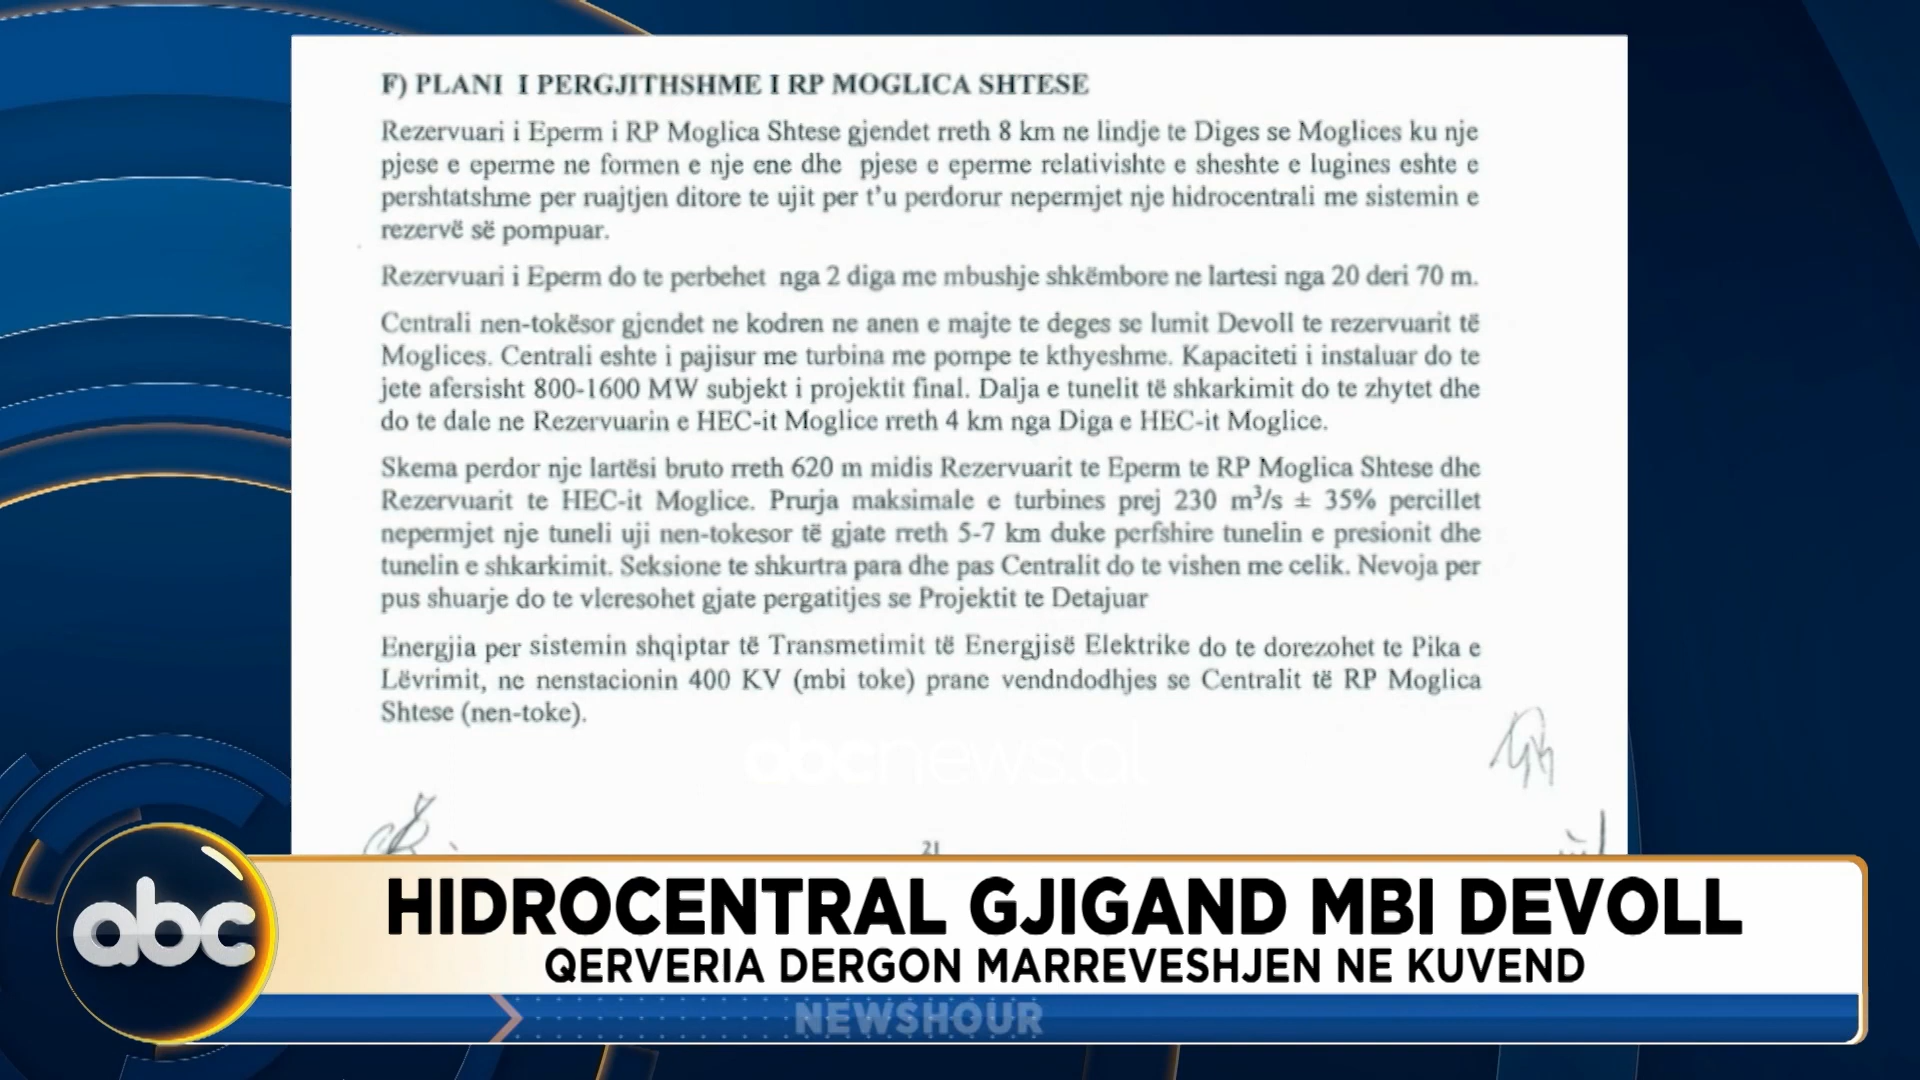 F) PLANI I PERGJITHSHME I RP MOGLICA SHTESE
Rezervuari i Eperm i RP Moglica Shtese gjendet rreth 8 km ne lindje te Diges se Moglices ku nje
pjese e eperme ne formen e nje ene dhe pjese e eperme relativishte e sheshte e lugines eshte e
pershtatshme per ruajtjen ditore te ujit per t'u perdorur nepermjet nje hidrocentrali me sistemin e
rezervë së pompuar.
Rezervuari i Eperm do te perbehet nga 2 diga me mbushje shkëmbore ne lartesi nga 20 deri 70 m.
Centrali nen-tokësor gjendet ne kodren ne anen e majte te deges se lumit Devoll te rezervuarit të
Moglices. Centrali eshte i pajisur me turbina me pompe te kthyeshme. Kapaciteti i instaluar do te
jete afersisht 800-1600 MW subjekt i projektit final. Dalja e tunelit të shkarkimit do te zhytet dhe
do te dale ne Rezervuarin e HEC-it Moglice rreth 4 km nga Diga e HEC-it Moglice.
Skema perdor nje lartësi bruto rreth 620 m midis Rezervuarit te Eperm te RP Moglica Shtese dhe
Rezervuarit te HEC-it Moglice. Prurja maksimale e turbines prej 230 m³/s ± 35% percillet
nepermjet nje tuneli uji nen-tokesor të gjate rreth 5-7 km duke perfshire tunelin e presionit dhe
tunelin e shkarkimit. Seksione te shkurtra para dhe pas Centralit do te vishen me celik. Nevoja per
pus shuarje do te vleresohet gjate pergatitjes se Projektit te Detajuar
Energjia per sistemin shqiptar të Transmetimit të Energjisë Elektrike do te dorezohet te Pika e
Lëvrimit, ne nenstacionin 400 KV (mbi toke) prane vendndodhjes se Centralit të RP Moglica
Shtese (nen-toke).
abcnews.al
21
abc
HIDROCENTRAL GJIGAND MBI DEVOLL
QERVERIA DERGON MARREVESHJEN NE KUVEND
NEWSHOUR